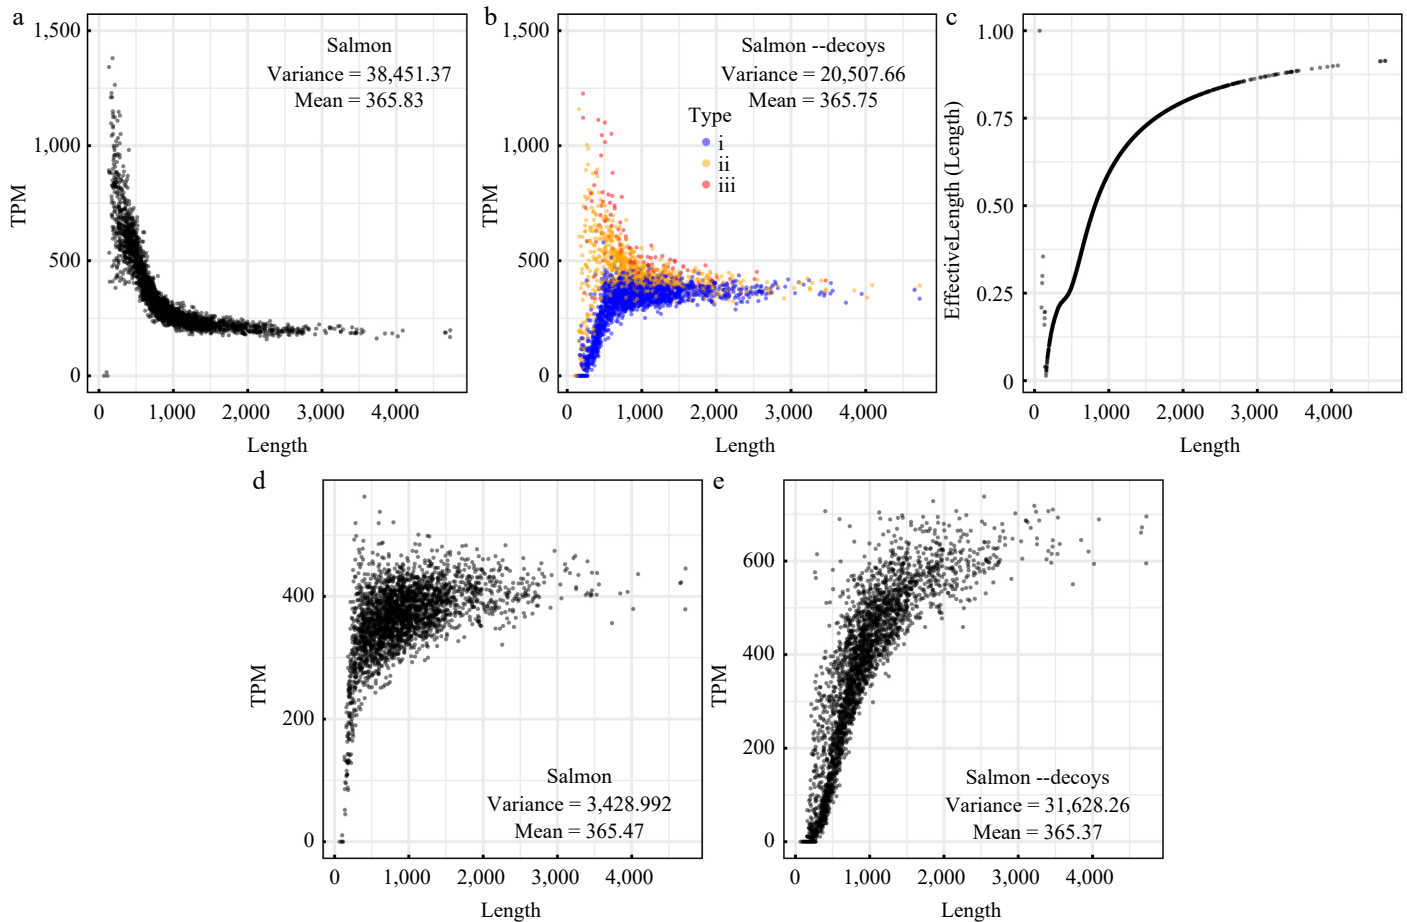 a
1,500
1,000
500
0
TPM
Salmon
Variance = 38,451.37
Mean = 365.83
0
1,000
2,000
3,000
4,000
Length
b
1,500
1,000
500
0
TPM
Salmon --decoys
Variance = 20,507.66
Mean = 365.75
Type
i
ii
iii
0
1,000
2,000
3,000
4,000
Length
c
1.00
0.75
0.50
0.25
0
EffectiveLength (Length)
0
1,000
2,000
3,000
4,000
Length
d
400
200
0
TPM
Salmon
Variance = 3,428.992
Mean = 365.47
0
1,000
2,000
3,000
4,000
Length
e
600
400
200
0
TPM
Salmon --decoys
Variance = 31,628.26
Mean = 365.37
0
1,000
2,000
3,000
4,000
Length